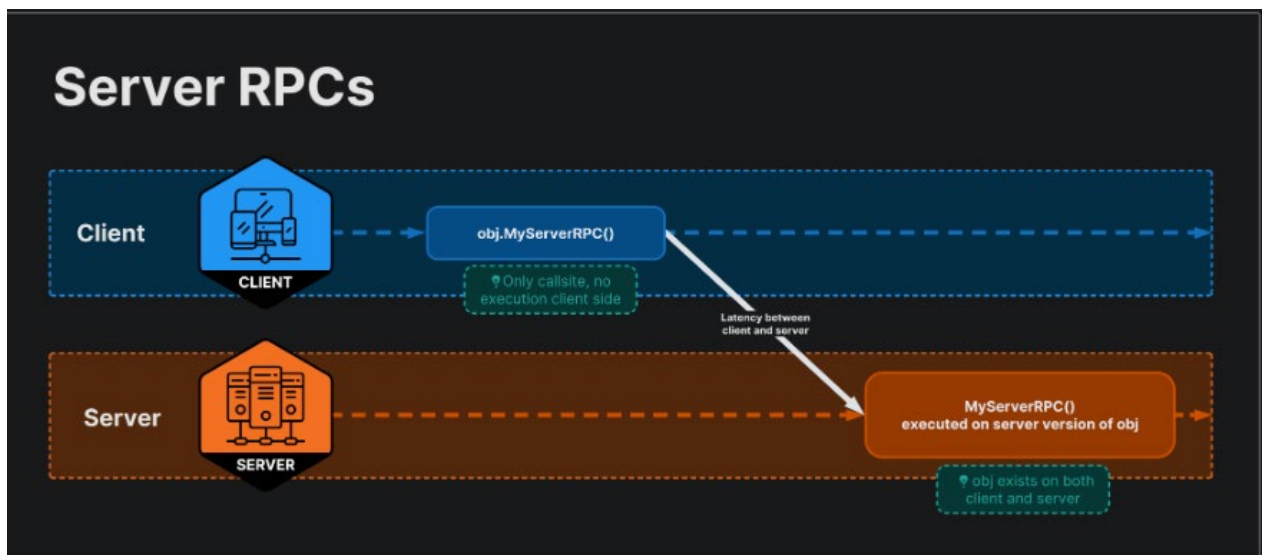 Server RPCs
Client
CLIENT
obj.MyServerRPC()
Only callsite, no
execution client side
Latency between
client and server
Server
SERVER
MyServerRPC()
executed on server version of obj
obj exists on both
client and server